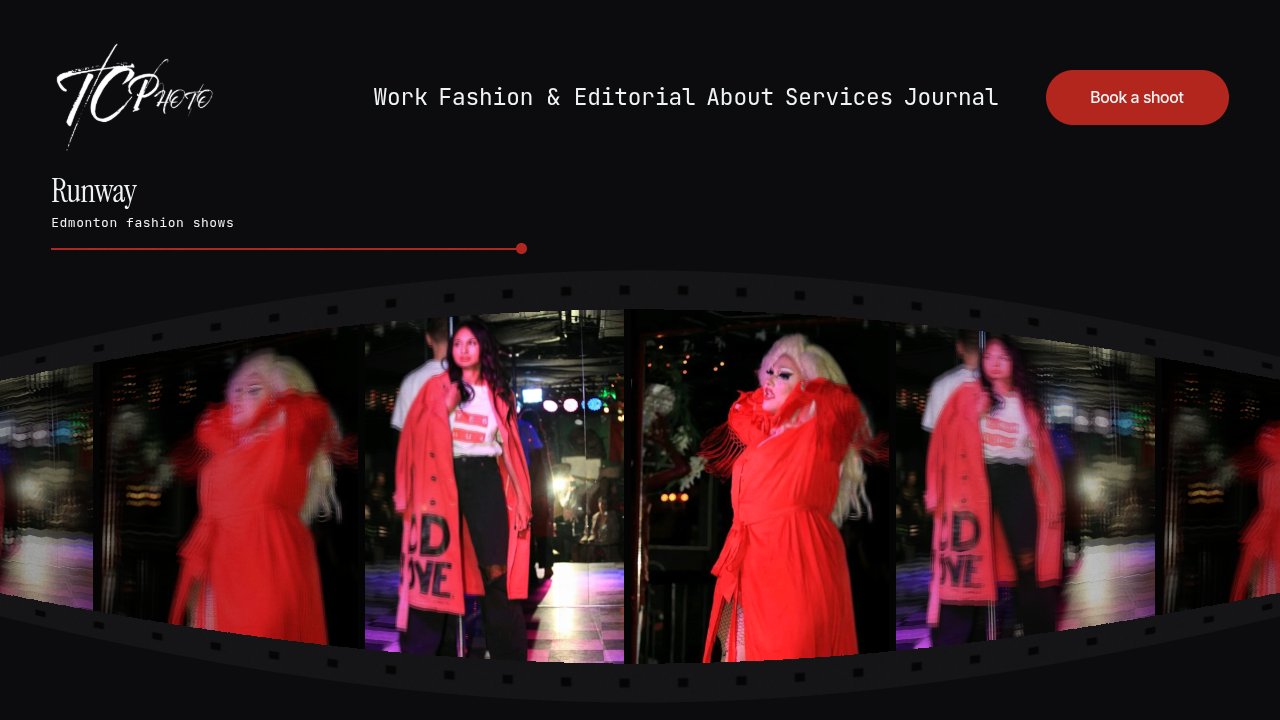 TCPHOTO
Work Fashion & Editorial About Services Journal
Book a shoot
Runway
Edmonton fashion shows